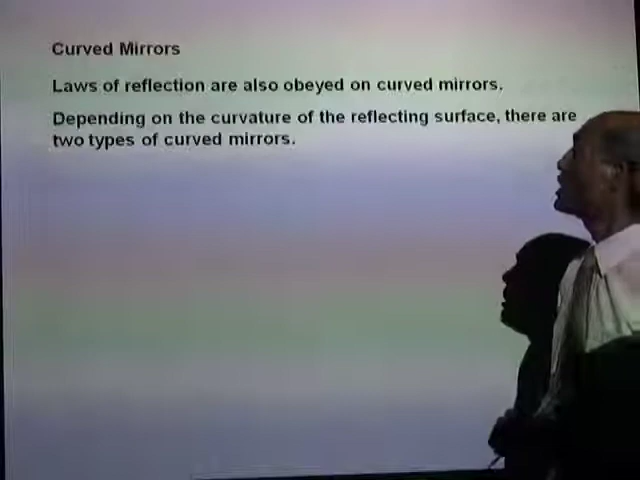 Curved Mirrors
Laws of reflection are also obeyed on curved mirrors.
Depending on the curvature of the reflecting surface, there are
two types of curved mirrors.